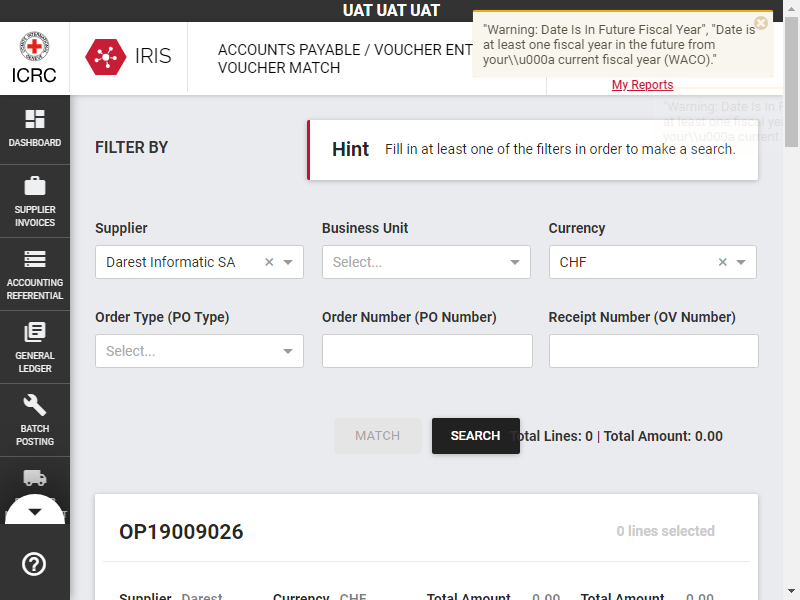 UAT UAT UAT
ICRC
IRIS
ACCOUNTS PAYABLE / VOUCHER ENT
VOUCHER MATCH
"Warning: Date Is In Future Fiscal Year", "Date is
at least one fiscal year in the future from
your\\u000a current fiscal year (WACO)."
My Reports
"Warning: Date Is In F
at least one fiscal ye
your\\u000a current
DASHBOARD
SUPPLIER
INVOICES
ACCOUNTING
REFERENTIAL
GENERAL
LEDGER
BATCH
POSTING
FILTER BY
Hint Fill in at least one of the filters in order to make a search.
Supplier Business Unit Currency
Darest Informatic SA Select... CHF
Order Type (PO Type) Order Number (PO Number) Receipt Number (OV Number)
Select...
MATCH SEARCH Total Lines: 0 | Total Amount: 0.00
OP19009026 0 lines selected
Supplier Darest Currency CHF Total Amount 0.00 Total Amount 0.00